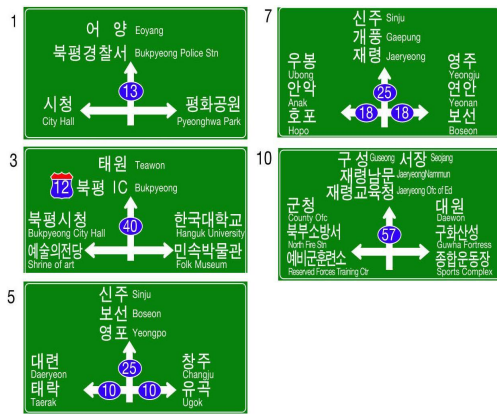 1
어 양 Eoyang
북평경찰서 Bukpyeong Police Stn
13
시청
City Hall
평화공원
Pyeonghwa Park
3
태원 Teawon
12 북평 IC Bukpyeong
40
북평시청
Bukpyeong City Hall
예술의전당
Shrine of art
한국대학교
Hanguk University
민속박물관
Folk Museum
5
신주 Sinju
보선 Boseon
영포 Yeongpo
25
대련
Daeryeon
태락
Taerak
10
10
창주
Changju
유곡
Ugok
7
신주 Sinju
개풍 Gaepung
재령 Jaeryeong
25
우봉
Ubong
안악
Anak
호포
Hopo
18
18
영주
Yeongju
연안
Yeonan
보선
Boseon
10
구성 Guseong 서장 Seojang
재령남문 JaeryeongNammun
재령교육청 Jaeryeong Ofc of Ed
57
군청
County Ofc
북부소방서
North Fire Stn
예비군훈련소
Reserved Forces Training Ctr
대원
Daewon
구화산성
Guwha Fortress
종합운동장
Sports Complex